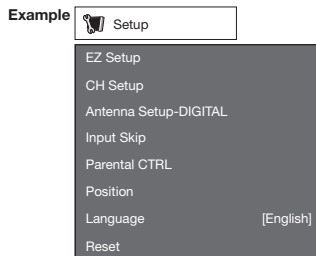 Example
Setup
EZ Setup
CH Setup
Antenna Setup-DIGITAL
Input Skip
Parental CTRL
Position
Language [English]
Reset